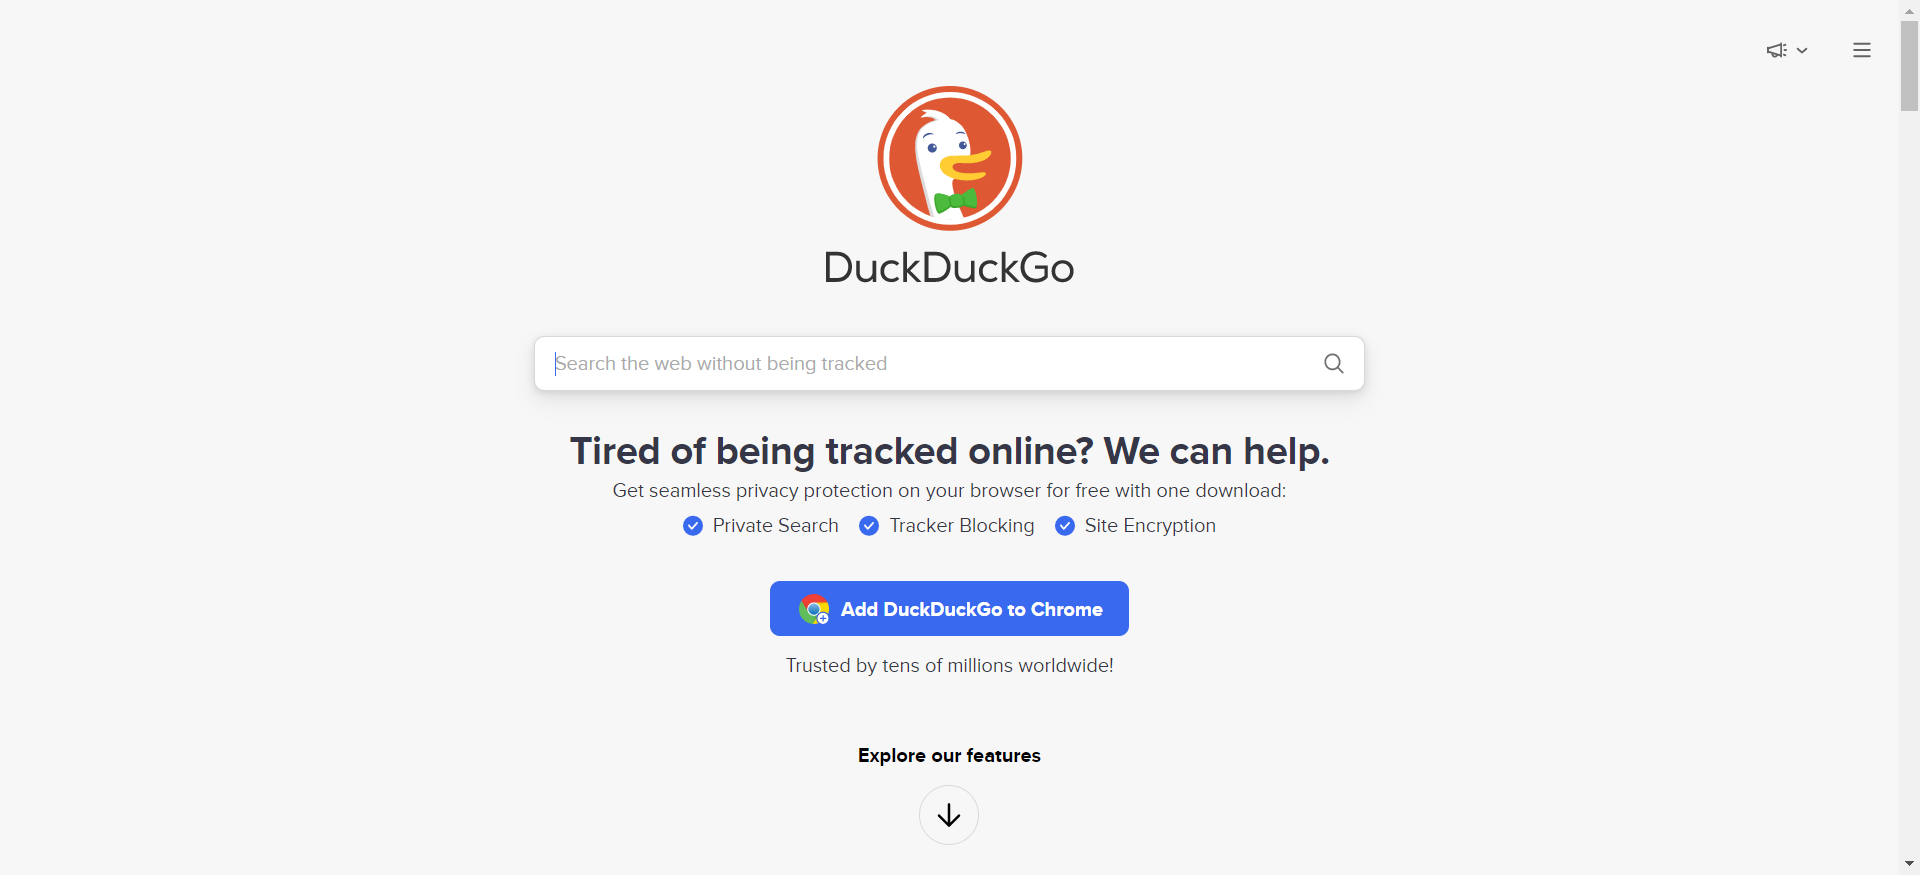 DuckDuckGo
Search the web without being tracked
Tired of being tracked online? We can help.
Get seamless privacy protection on your browser for free with one download:
Private Search Tracker Blocking Site Encryption
Add DuckDuckGo to Chrome
Trusted by tens of millions worldwide!
Explore our features